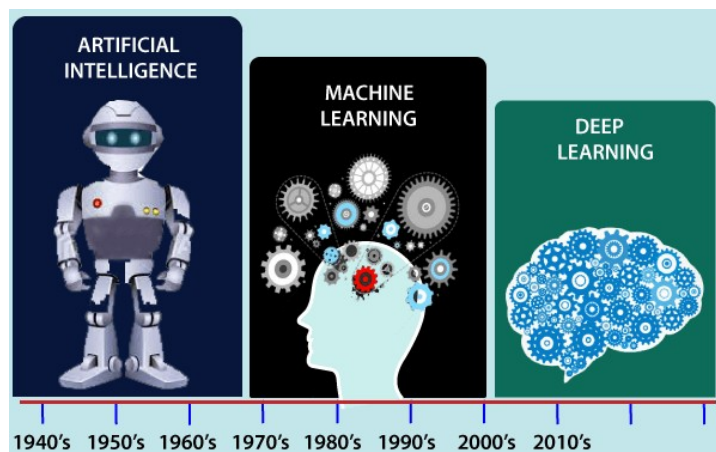 ARTIFICIAL
INTELLIGENCE
MACHINE
LEARNING
DEEP
LEARNING
1940's 1950's 1960's 1970's 1980's 1990's 2000's 2010's